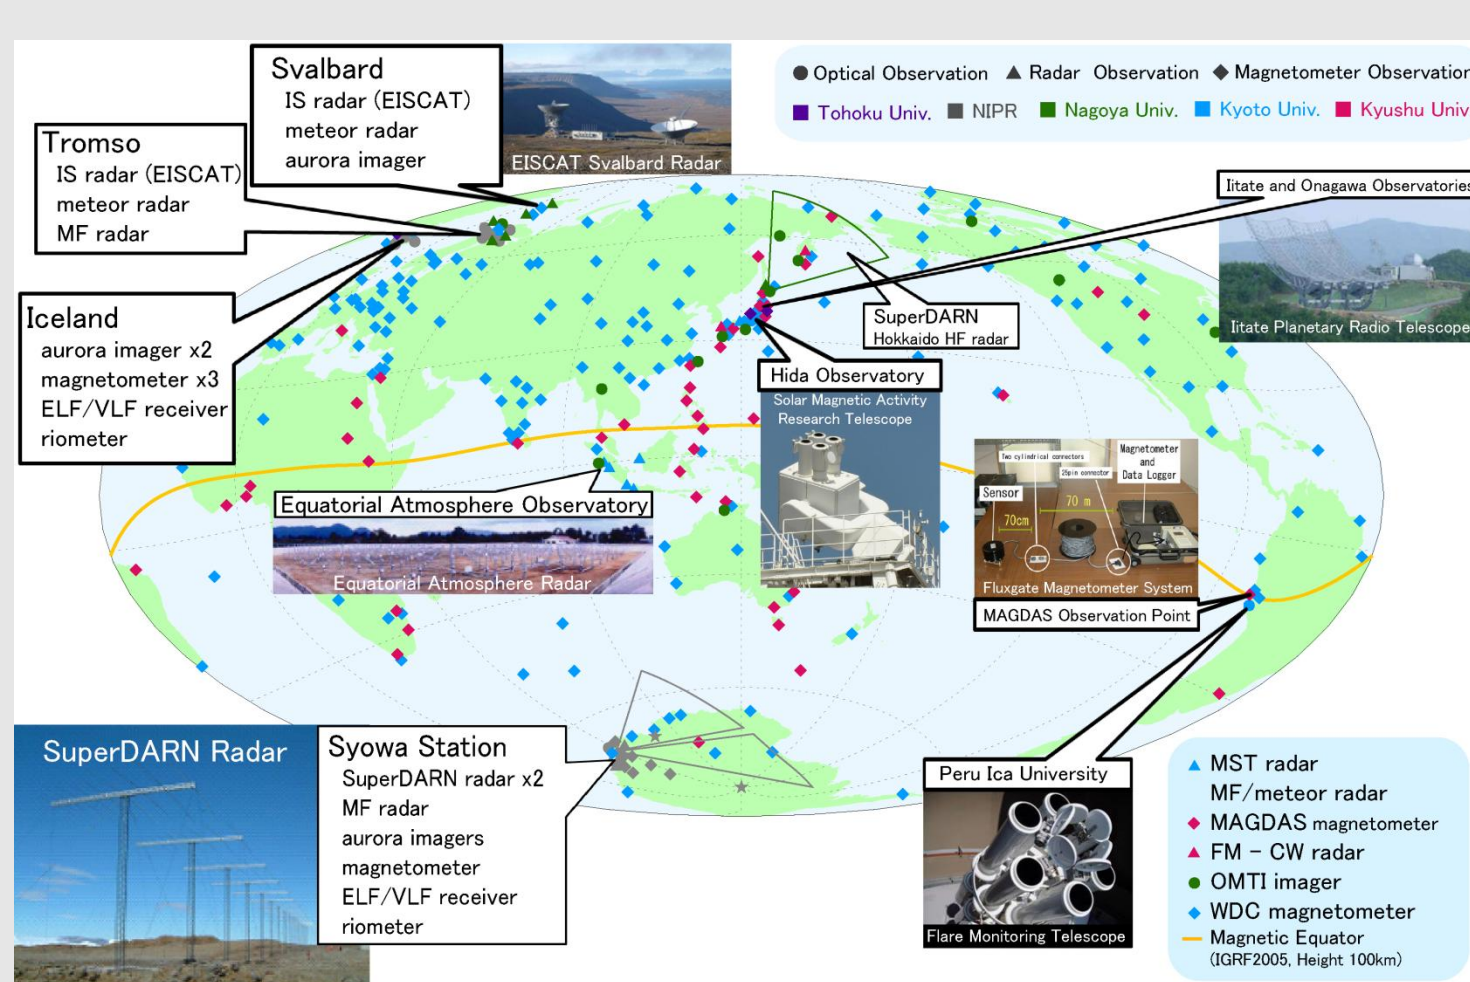 Svalbard
IS radar (EISCAT)
meteor radar
aurora imager
EISCAT Svalbard Radar
Optical Observation
Radar Observation
Magnetometer Observation
Tohoku Univ.
NIPR
Nagoya Univ.
Kyoto Univ.
Kyushu Univ
Tromso
IS radar (EISCAT)
meteor radar
MF radar
Iitate and Onagawa Observatories
Iitate Planetary Radio Telescope
Iceland
aurora imager x2
magnetometer x3
ELF/VLF receiver
riometer
SuperDARN
Hokkaido HF radar
Hida Observatory
Solar Magnetic Activity
Research Telescope
Equatorial Atmosphere Observatory
Equatorial Atmosphere Radar
Two cylindrical connectors
25pin connector
Magnetometer
and
Data Logger
Sensor
70 m
70cm
Fluxgate Magnetometer System
MAGDAS Observation Point
SuperDARN Radar
Syowa Station
SuperDARN radar x2
MF radar
aurora imagers
magnetometer
ELF/VLF receiver
riometer
Peru Ica University
Flare Monitoring Telescope
MST radar
MF/meteor radar
MAGDAS magnetometer
FM - CW radar
OMTI imager
WDC magnetometer
Magnetic Equator
(IGRF2005, Height 100km)